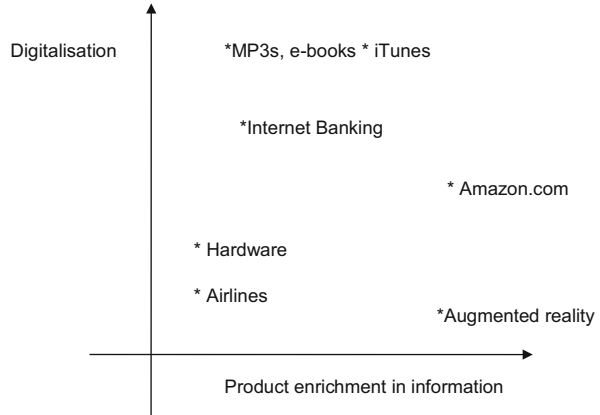 Digitalisation
*MP3s, e-books * iTunes
*Internet Banking
* Amazon.com
* Hardware
* Airlines
*Augmented reality
Product enrichment in information